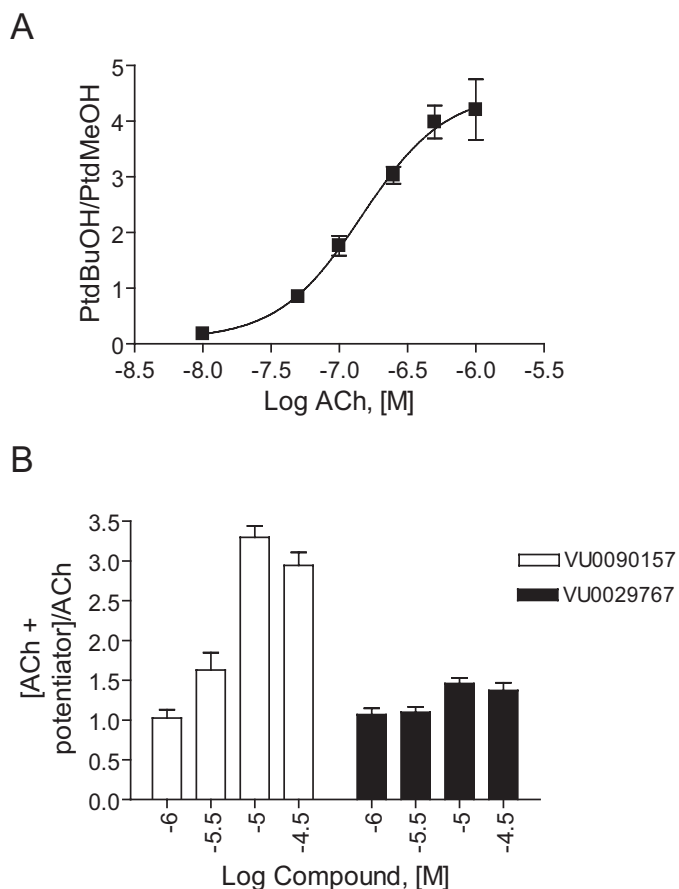 A
PtdBuOH/PtdMeOH
5
4
3
2
1
0
-8.5 -8.0 -7.5 -7.0 -6.5 -6.0 -5.5
Log ACh, [M]
B
[ACh +
potentiator]/ACh
3.5
3.0
2.5
2.0
1.5
1.0
0.5
0.0
VU0090157
VU0029767
-6 -5.5 -5 -4.5 -6 -5.5 -5 -4.5
Log Compound, [M]